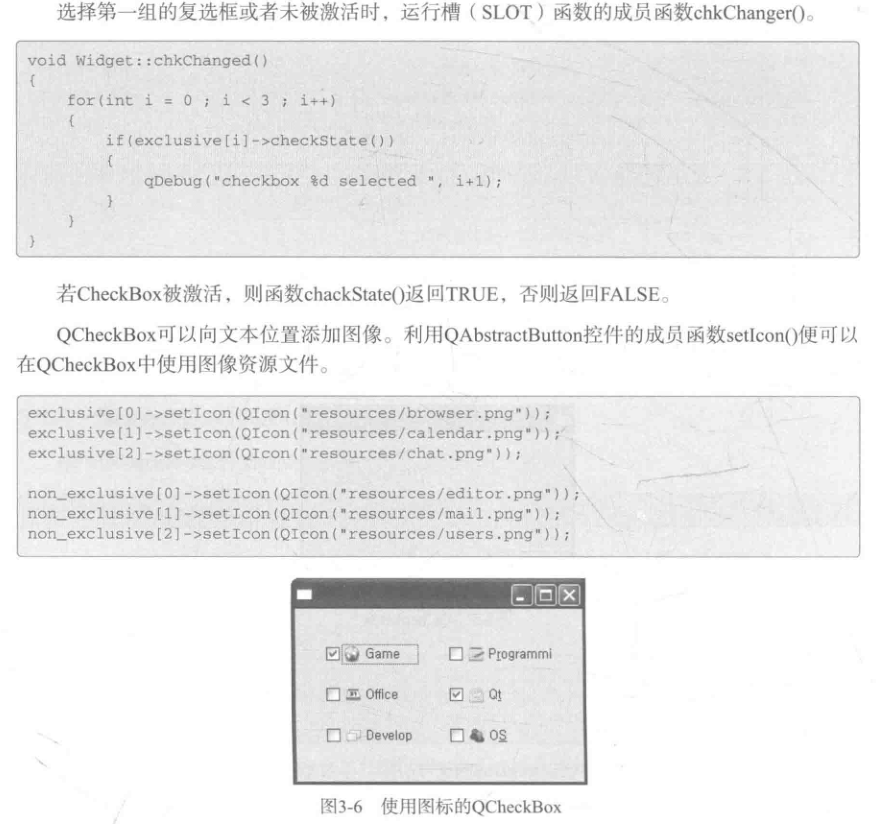 选择第一组的复选框或者未被激活时，运行槽（SLOT）函数的成员函数chkChanger()。
void Widget::chkChanged()
{
    for(int i = 0 ; i < 3 ; i++)
    {
        if(exclusive[i]->checkState())
        {
            qDebug("checkbox %d selected ", i+1);
        }
    }
}
若CheckBox被激活，则函数chackState()返回TRUE，否则返回FALSE。
QCheckBox可以向文本位置添加图像。利用QAbstractButton控件的成员函数setIcon()便可以
在QCheckBox中使用图像资源文件。
exclusive[0]->setIcon(QIcon("resources/browser.png"));
exclusive[1]->setIcon(QIcon("resources/calendar.png"));
exclusive[2]->setIcon(QIcon("resources/chat.png"));
non_exclusive[0]->setIcon(QIcon("resources/editor.png"));
non_exclusive[1]->setIcon(QIcon("resources/mail.png"));
non_exclusive[2]->setIcon(QIcon("resources/users.png"));
Game Programmi
Office Qt
Develop OS
图3-6 使用图标的QCheckBox